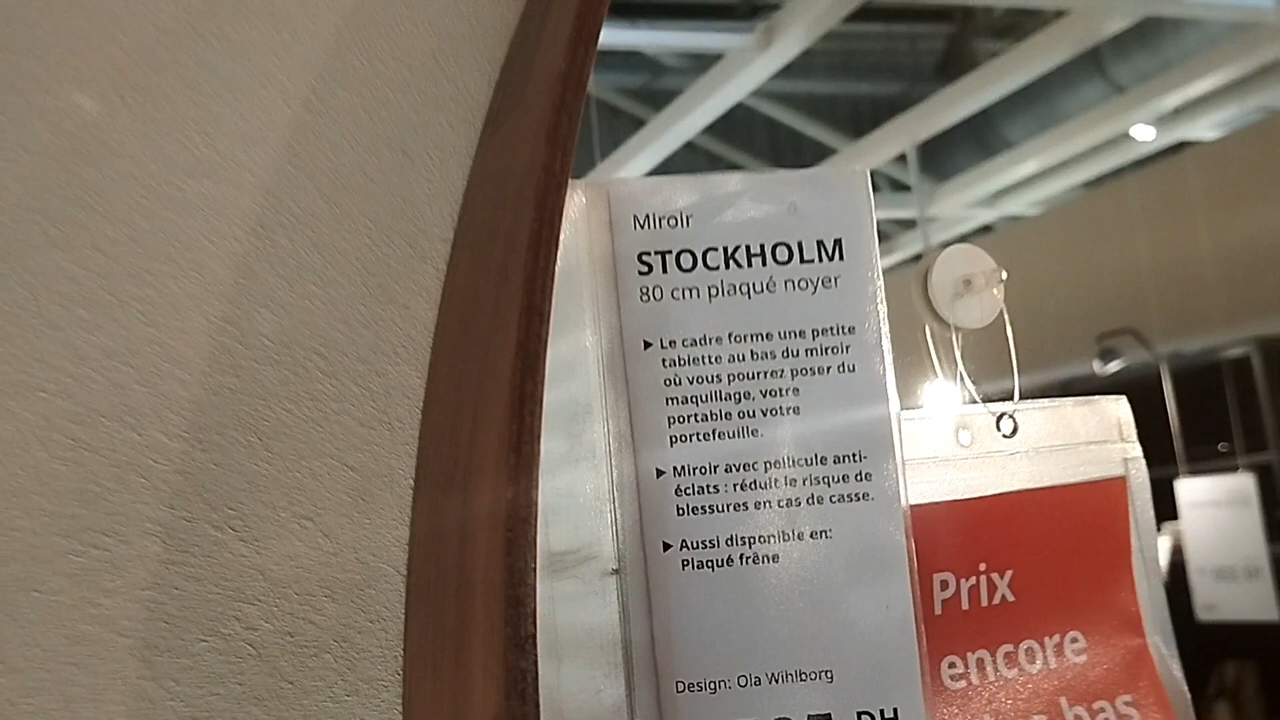 Miroir
STOCKHOLM
80 cm plaqué noyer
▶ Le cadre forme une petite
tablette au bas du miroir
où vous pourrez poser du
maquillage, votre
portable ou votre
portefeuille.
▶ Miroir avec pellicule anti-
éclats : réduit le risque de
blessures en cas de casse.
▶ Aussi disponible en:
Plaqué frêne
Design: Ola Wihlborg
DH
Prix
encore
bas